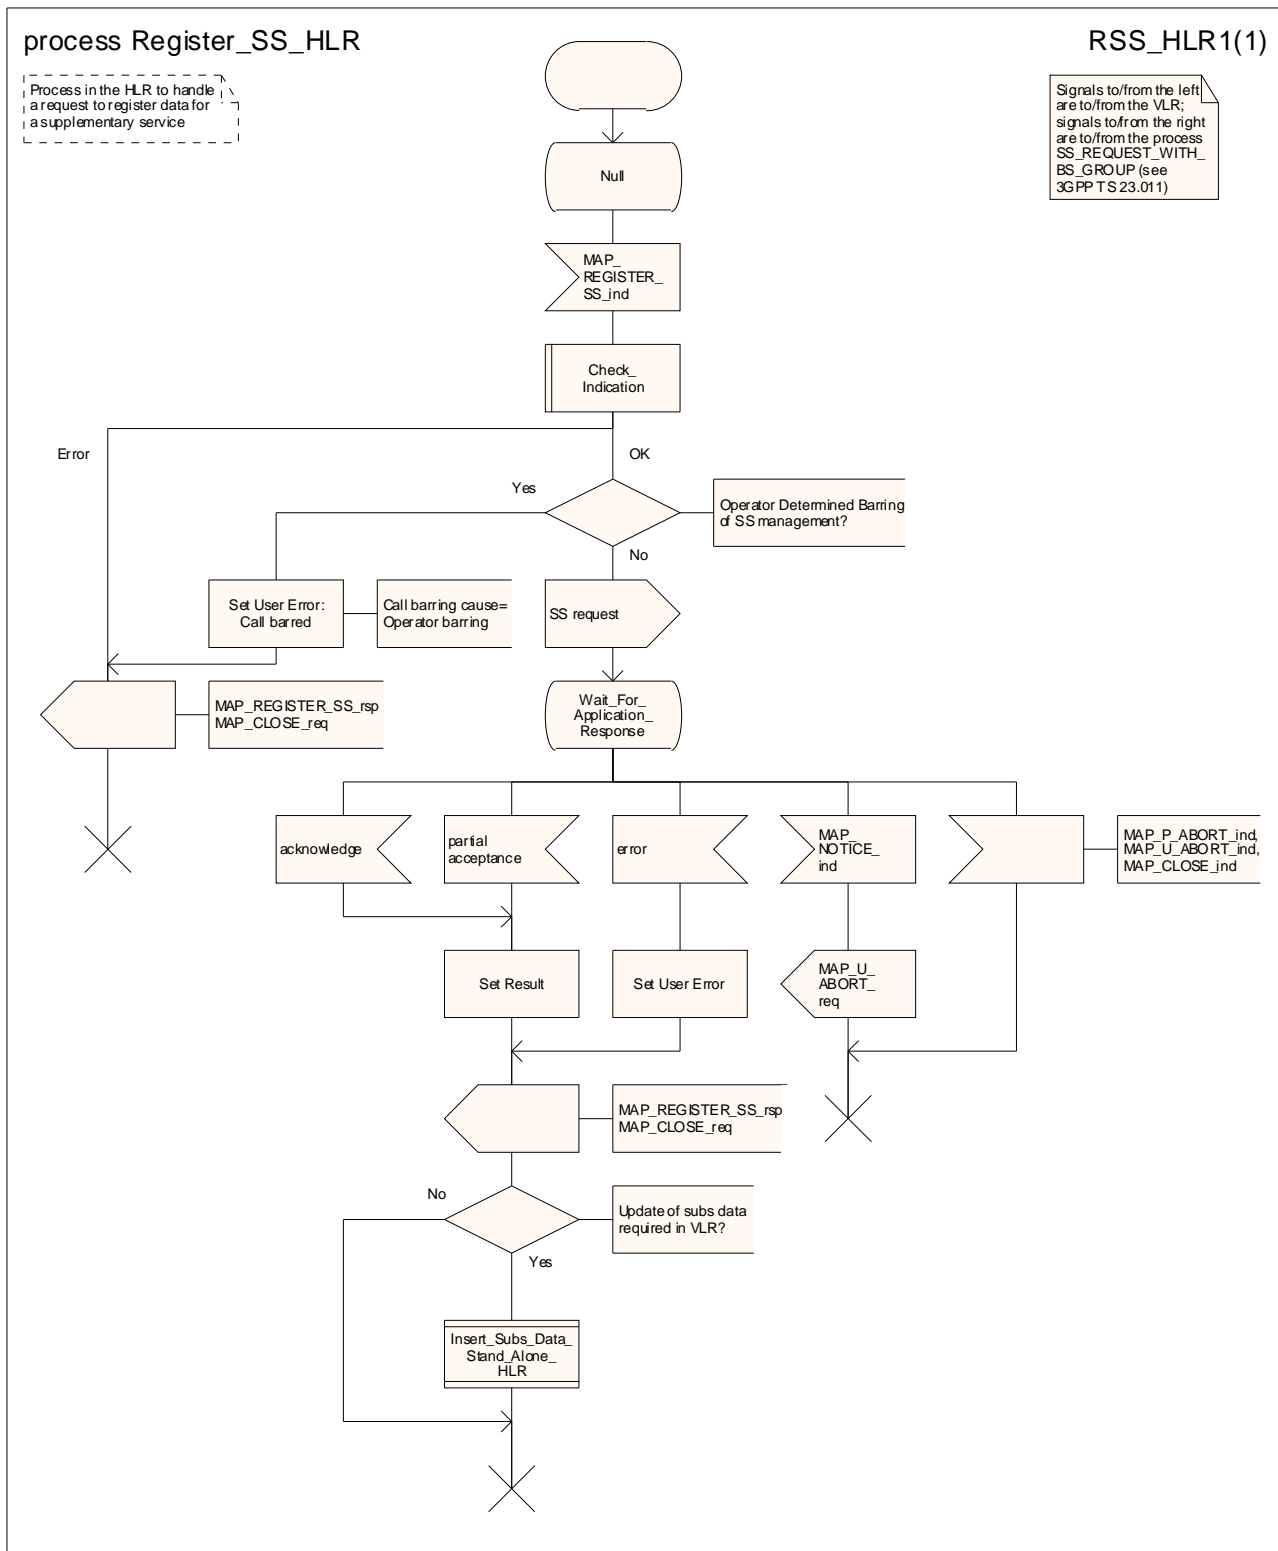 process Register_SS_HLR
RSS_HLR1(1)
Process in the HLR to handle
a request to register data for
a supplementary service
Signals to/from the left
are to/from the VLR;
signals to/from the right
are to/from the process
SS_REQUEST_WITH_
BS_GROUP (see
3GPP TS 23.011)
Null
MAP_
REGISTER_
SS_ind
Check_
Indication
Error
OK
Yes
Operator Determined Barring
of SS management?
No
Set User Error:
Call barred
Call barring cause=
Operator barring
SS request
MAP_REGISTER_SS_rsp
MAP_CLOSE_req
Wait_For_
Application_
Response
acknowledge
partial
acceptance
error
MAP_
NOTICE_
ind
MAP_P_ABORT_ind,
MAP_U_ABORT_ind,
MAP_CLOSE_ind
Set Result
Set User Error
MAP_U_
ABORT_
req
MAP_REGISTER_SS_rsp
MAP_CLOSE_req
No
Update of subs data
required in VLR?
Yes
Insert_Subs_Data_
Stand_Alone_
HLR